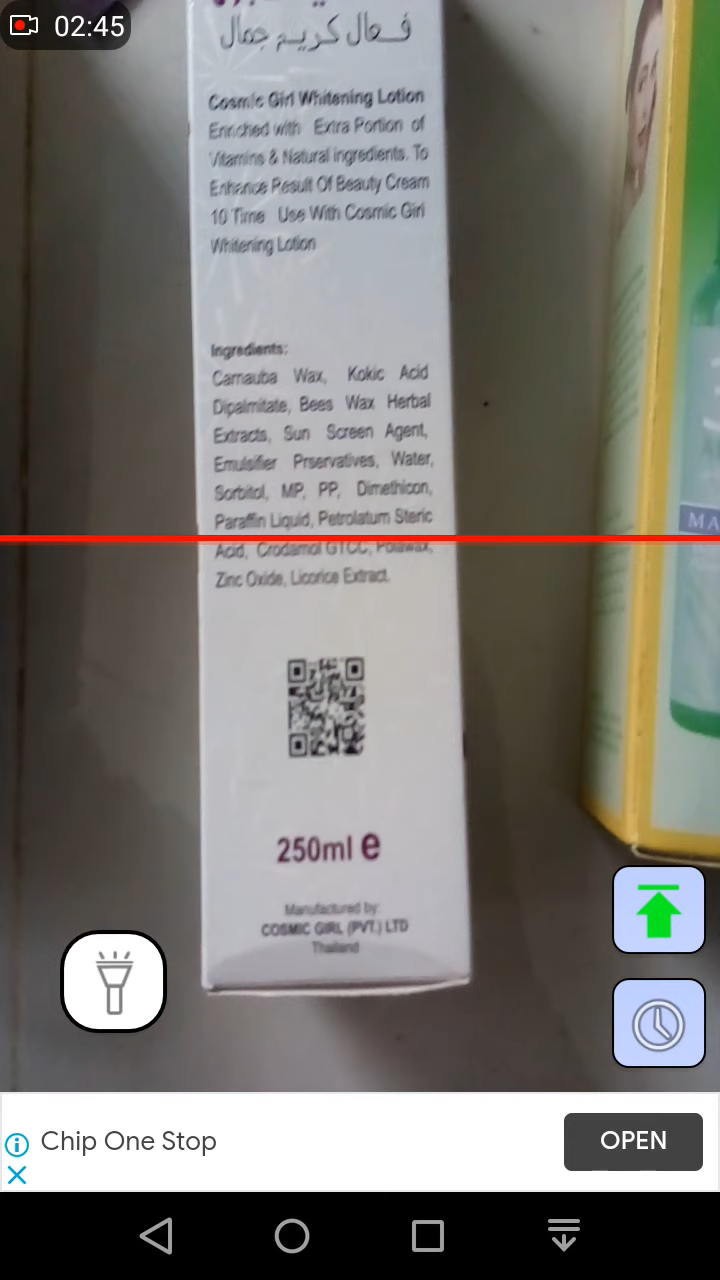 02:45
فعال كريم جمال
Cosmic Girl Whitening Lotion
Enriched with Extra Portion of
Vitamins & Natural ingredients. To
Enhance Result Of Beauty Cream
10 Time Use With Cosmic Girl
Whitening Lotion
Ingredients:
Carnauba Wax, Kokic Acid
Dipalmitate, Bees Wax Herbal
Extracts, Sun Screen Agent,
Emulsifier Prservatives, Water,
Sorbitol, MP, PP, Dimethicon,
Paraffin Liquid, Petrolatum Steric
Acid, Crodamol GTCC, Polawax,
Zinc Oxide, Licorice Extract.
250ml e
Manufactured by:
COSMIC GIRL (PVT.) LTD
Thailand
MA
Chip One Stop
OPEN